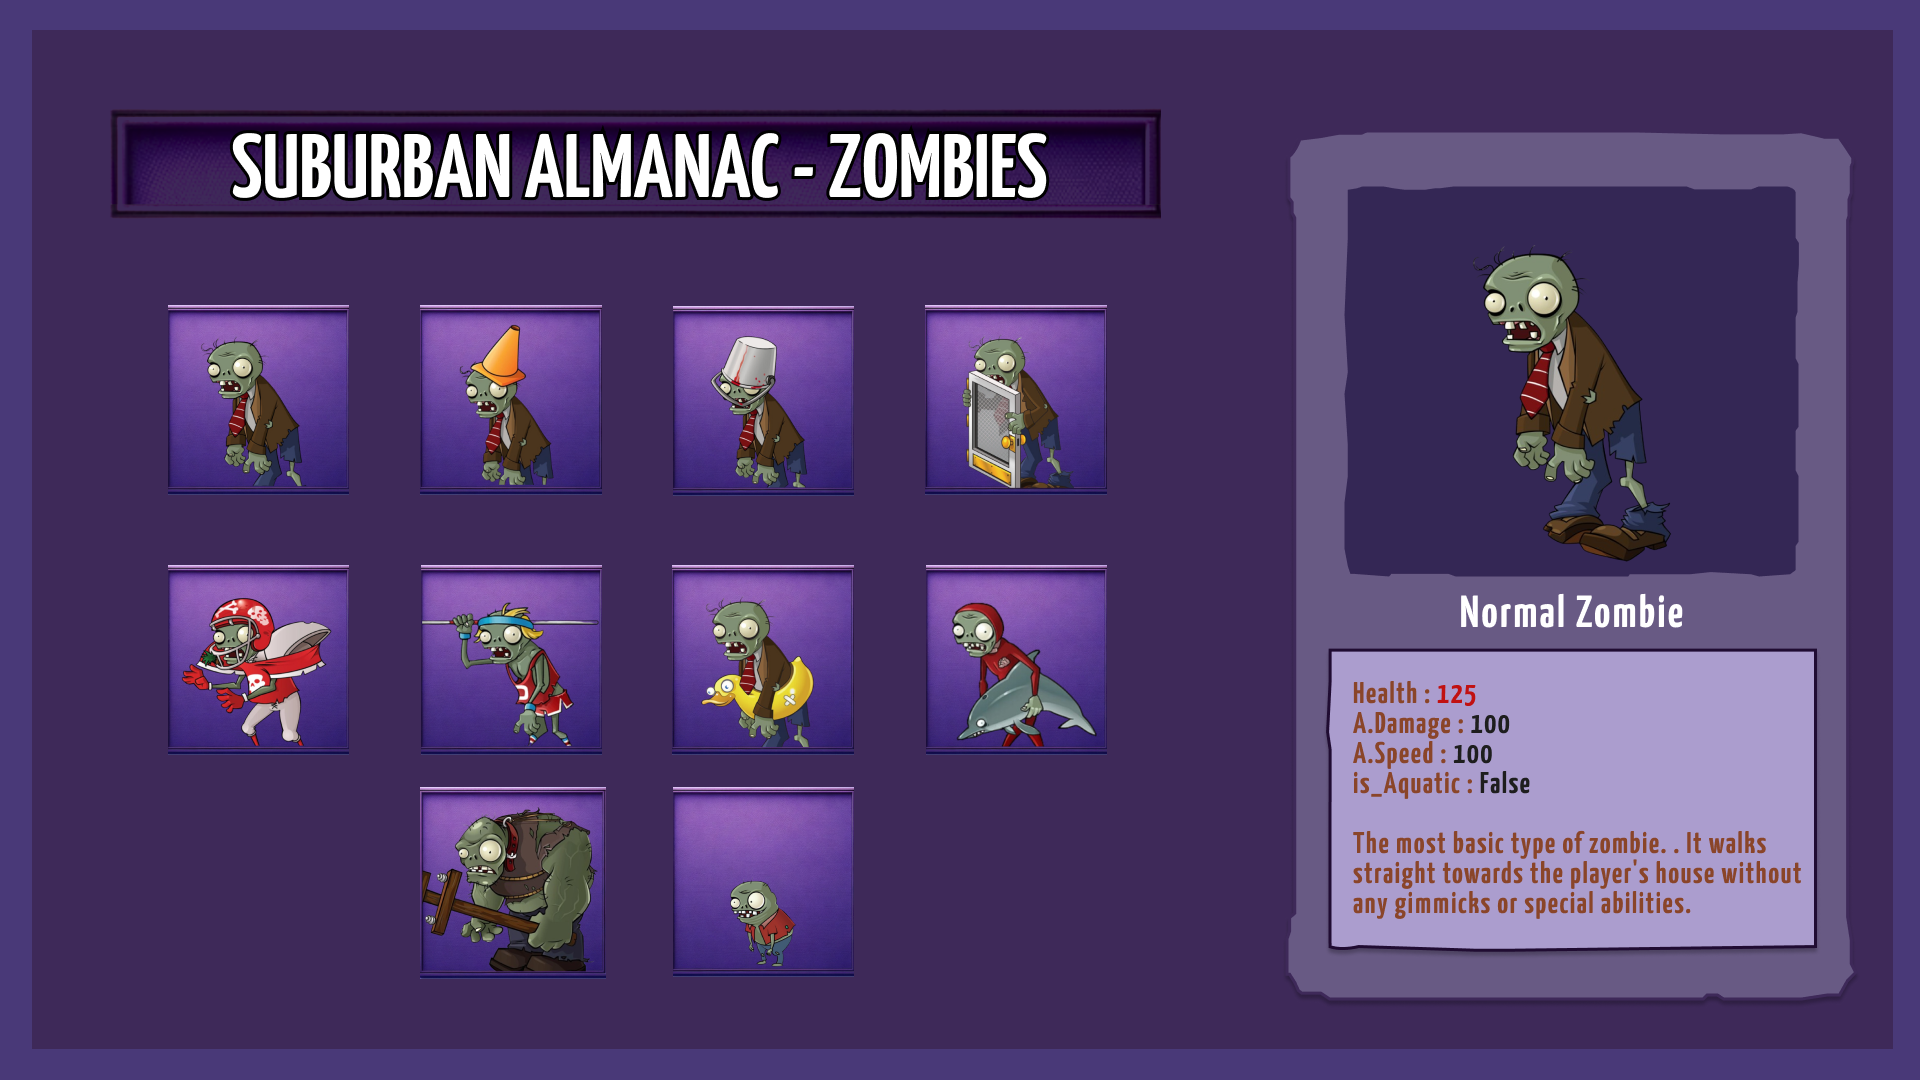 SUBURBAN ALMANAC - ZOMBIES
Normal Zombie
Health : 125
A.Damage : 100
A.Speed : 100
is_Aquatic : False
The most basic type of zombie. . It walks
straight towards the player's house without
any gimmicks or special abilities.